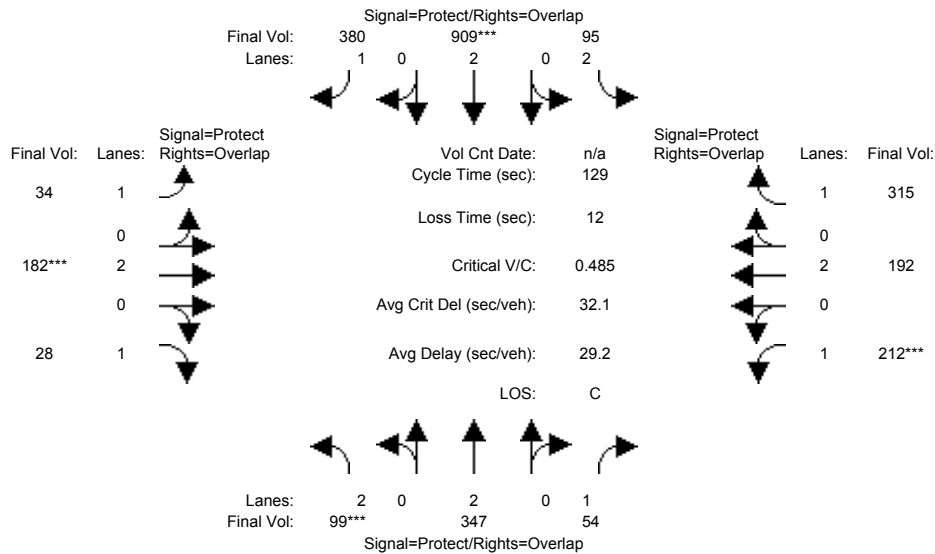 Signal=Protect/Rights=Overlap
Final Vol: 380 909*** 95
Lanes: 1 0 2 0 2
Signal=Protect
Final Vol: Lanes: Rights=Overlap
Vol Cnt Date: n/a
Signal=Protect
Rights=Overlap Lanes: Final Vol:
Cycle Time (sec): 129
34 1
1 315
Loss Time (sec): 12
0
0
182*** 2
Critical V/C: 0.485
2 192
0
Avg Crit Del (sec/veh): 32.1
0
28 1
Avg Delay (sec/veh): 29.2
1 212***
LOS: C
Lanes: 2 0 2 0 1
Final Vol: 99*** 347 54
Signal=Protect/Rights=Overlap